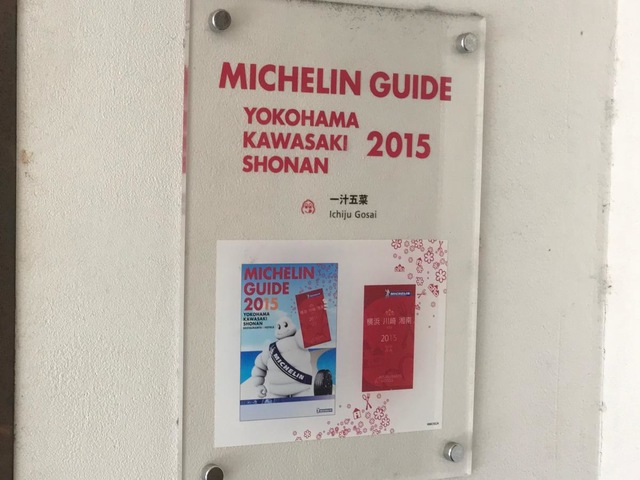 MICHELIN GUIDE
YOKOHAMA
KAWASAKI
SHONAN
2015
一汁五菜
Ichiju Gosai
MICHELIN
GUIDE
2015
YOKOHAMA
KAWASAKI
SHONAN
MICHELIN
MICHELIN
横浜 川崎 湘南
2015